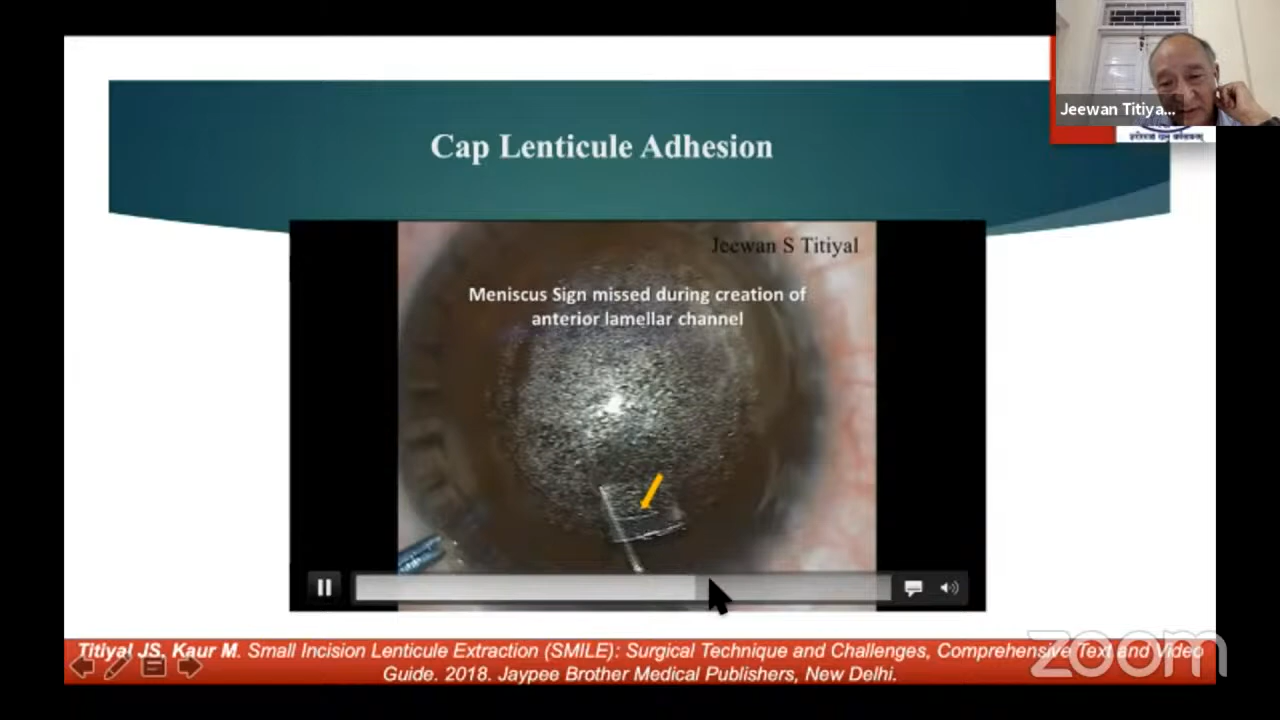 Jeewan Titiya...
Cap Lenticule Adhesion
Jeewan S Titiyal
Meniscus Sign missed during creation of
anterior lamellar channel
Titiyal JS, Kaur M. Small Incision Lenticule Extraction (SMILE): Surgical Technique and Challenges, Comprehensive Text and Video
Guide. 2018. Jaypee Brother Medical Publishers, New Delhi.
zoom